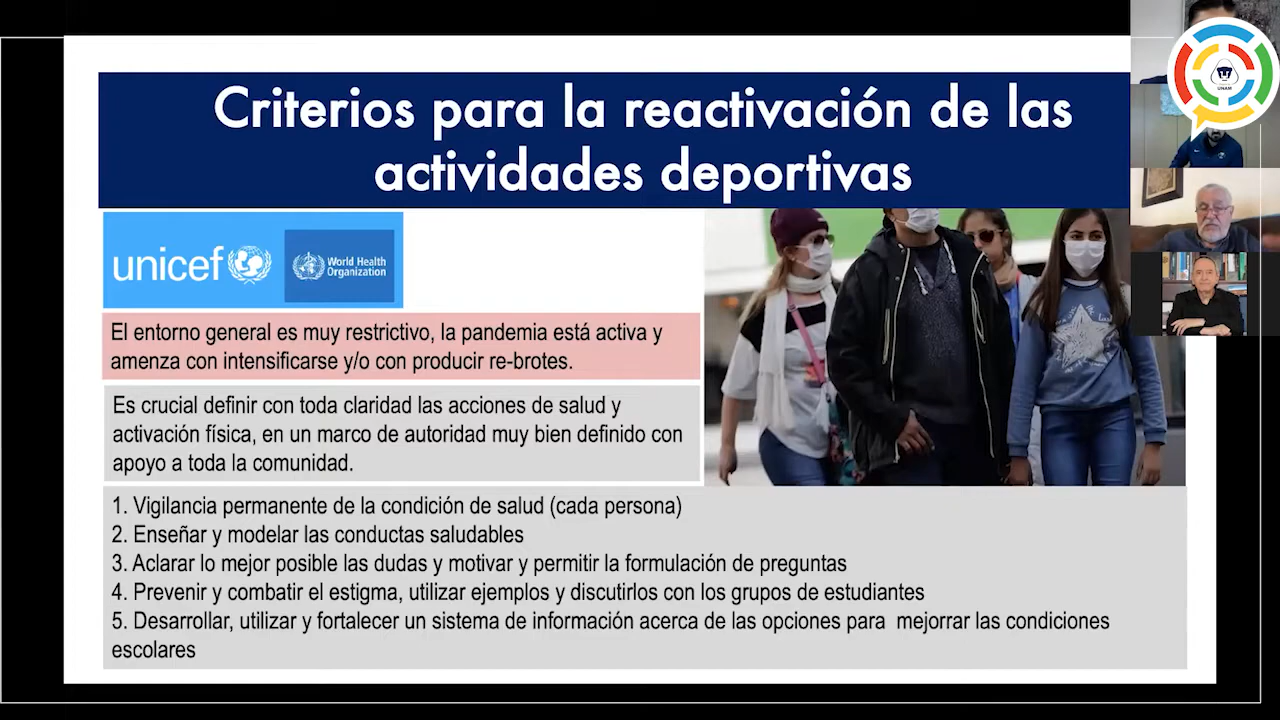 Criterios para la reactivación de las
actividades deportivas
UNAM
unicef
World Health
Organization
El entorno general es muy restrictivo, la pandemia está activa y
amenza con intensificarse y/o con producir re-brotes.
Es crucial definir con toda claridad las acciones de salud y
activación física, en un marco de autoridad muy bien definido con
apoyo a toda la comunidad.
1. Vigilancia permanente de la condición de salud (cada persona)
2. Enseñar y modelar las conductas saludables
3. Aclarar lo mejor posible las dudas y motivar y permitir la formulación de preguntas
4. Prevenir y combatir el estigma, utilizar ejemplos y discutirlos con los grupos de estudiantes
5. Desarrollar, utilizar y fortalecer un sistema de información acerca de las opciones para  mejorrar las condiciones
escolares